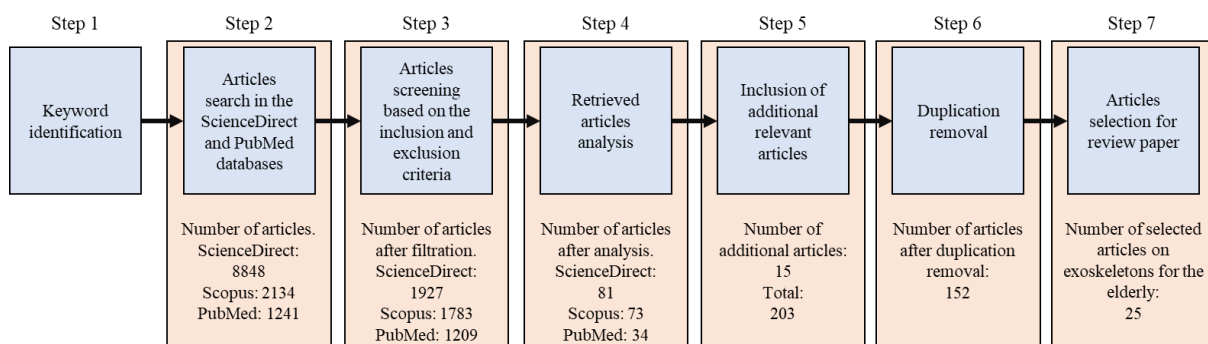 Step 1
Step 2
Step 3
Step 4
Step 5
Step 6
Step 7
Keyword
identification
Articles
search in the
ScienceDirect
and PubMed
databases
Articles
screening
based on the
inclusion and
exclusion
criteria
Retrieved
articles
analysis
Inclusion of
additional
relevant
articles
Duplication
removal
Articles
selection for
review paper
Number of articles.
ScienceDirect:
8848
Scopus: 2134
PubMed: 1241
Number of articles
after filtration.
ScienceDirect:
1927
Scopus: 1783
PubMed: 1209
Number of articles
after analysis.
ScienceDirect:
81
Scopus: 73
PubMed: 34
Number of
additional articles:
15
Total:
203
Number of articles
after duplication
removal:
152
Number of selected
articles on
exoskeletons for the
elderly:
25